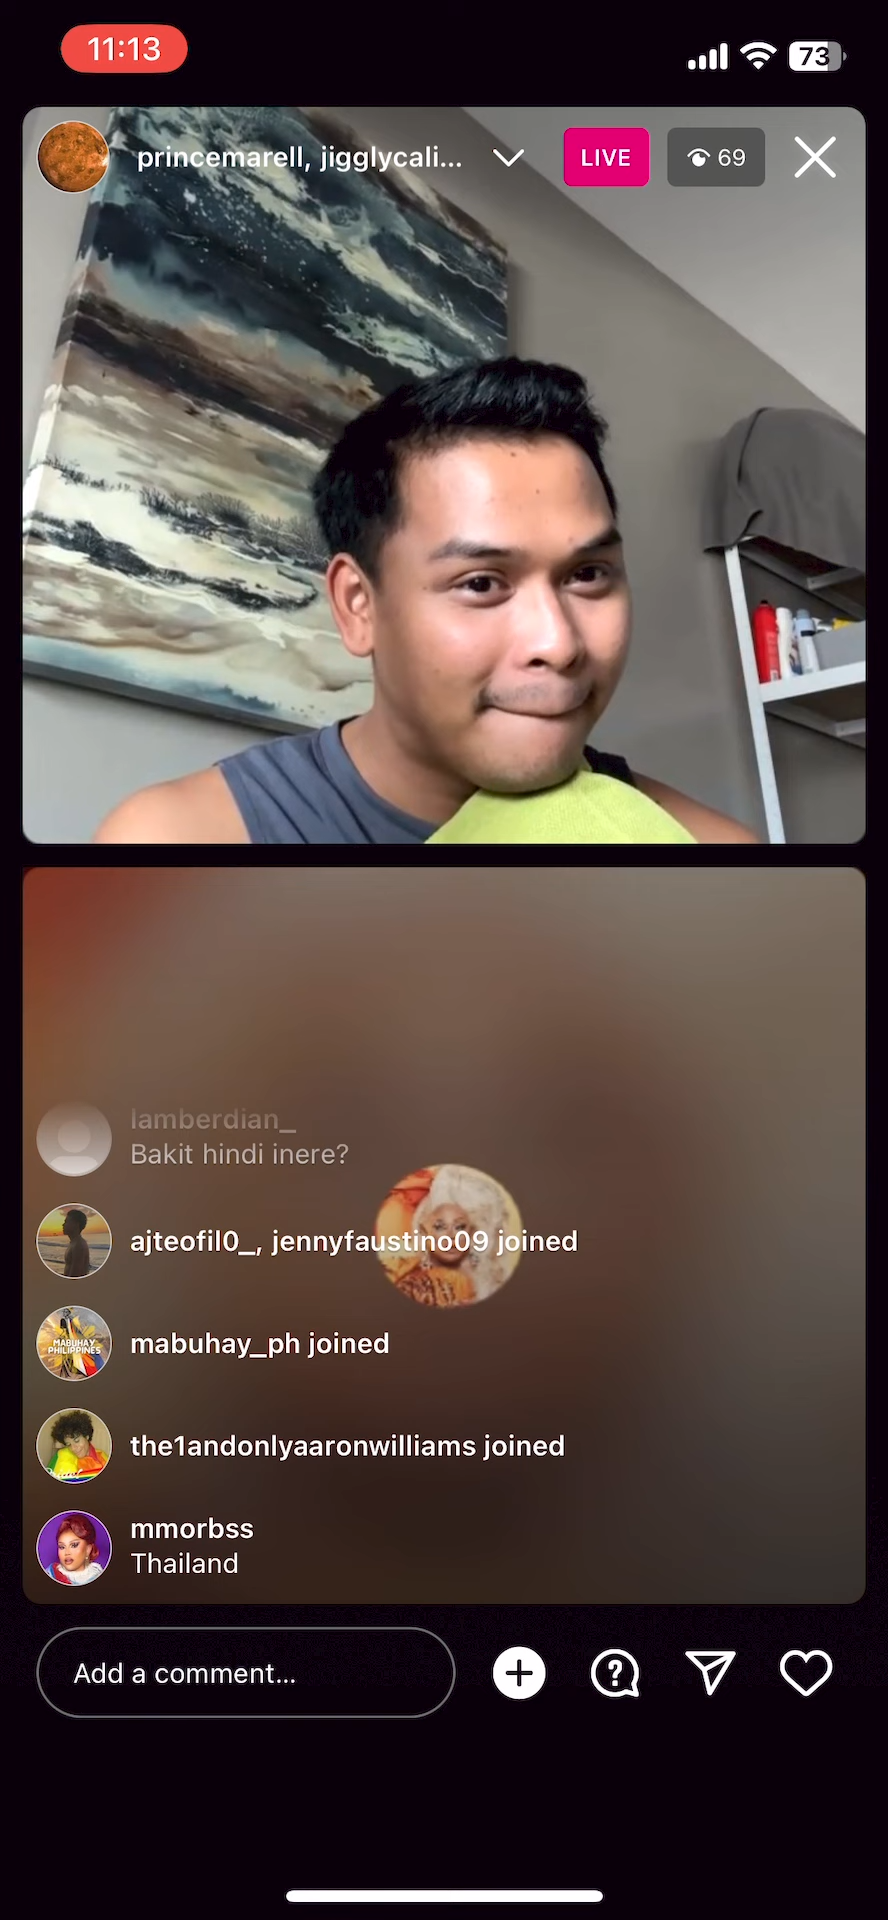 11:13
73
princemarell, jigglycali...
LIVE
69
lamberdian_
Bakit hindi inere?
ajteofil0_, jennyfaustino09 joined
MABUHAY
PHILIPPINES
mabuhay_ph joined
the1andonlyaaronwilliams joined
mmorbss
Thailand
Add a comment...